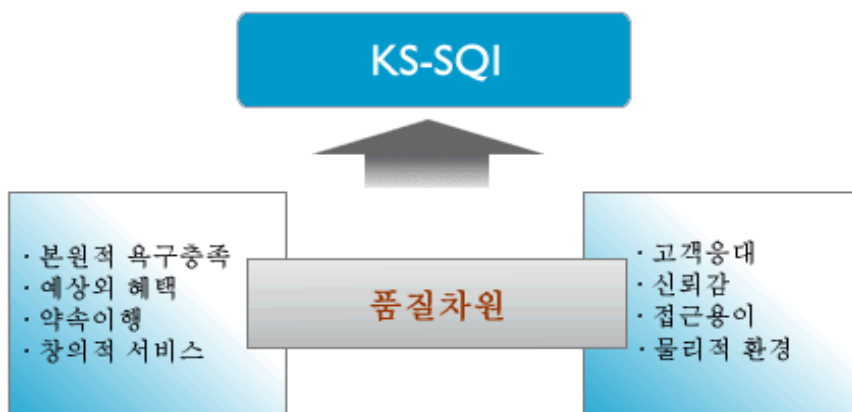 KS-SQI
· 본원적 욕구충족
· 예상외 혜택
· 약속이행
· 창의적 서비스
품질차원
· 고객응대
· 신뢰감
· 접근용이
· 물리적 환경